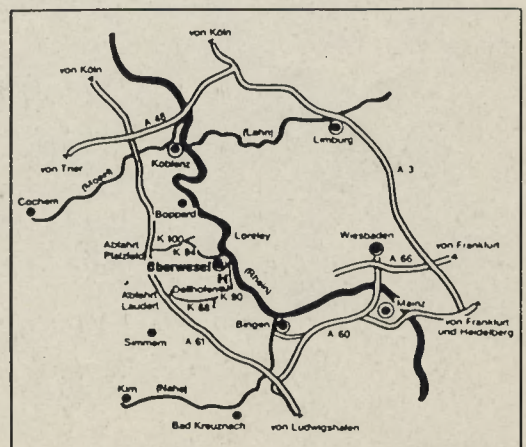 von Köln
von Köln
A 48
(Lahn)
Limburg
von Trier
Koblenz
(Mosel)
A 3
Cochem
Boppard
Loreley
Wiesbaden
von Frankfurt
Abfahrt
Pfalzfeld
K 100
K 94
A 66
Oberwesel
(Rhein)
Dellhofen
K 90
Abfahrt
Laudert
K 88
Mainz
Bingen
A 60
von Frankfurt
und Heidelberg
Simmern
A 61
Kirn
(Nahe)
Bad Kreuznach
von Ludwigshafen